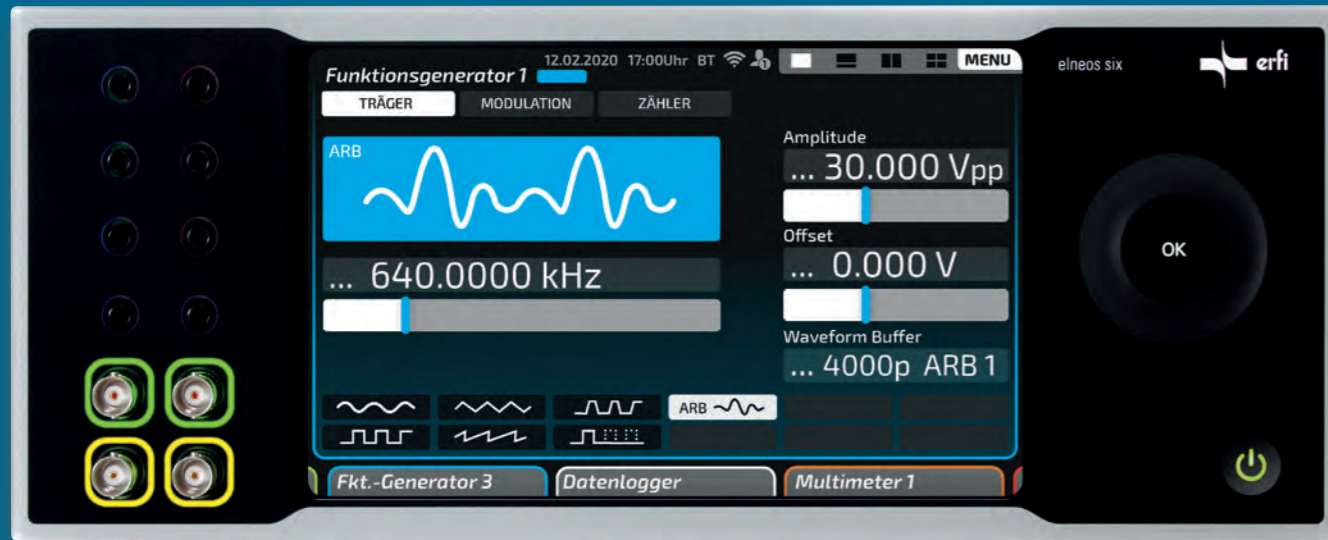 12.02.2020 17:00Uhr BT
Funktionsgenerator 1
MENU
TRÄGER MODULATION ZÄHLER
ARB
... 640.0000 kHz
Amplitude
... 30.000 Vpp
Offset
... 0.000 V
Waveform Buffer
... 4000p ARB 1
ARB
Fkt.-Generator 3 Datenlogger Multimeter 1
elneos six erfi
OK